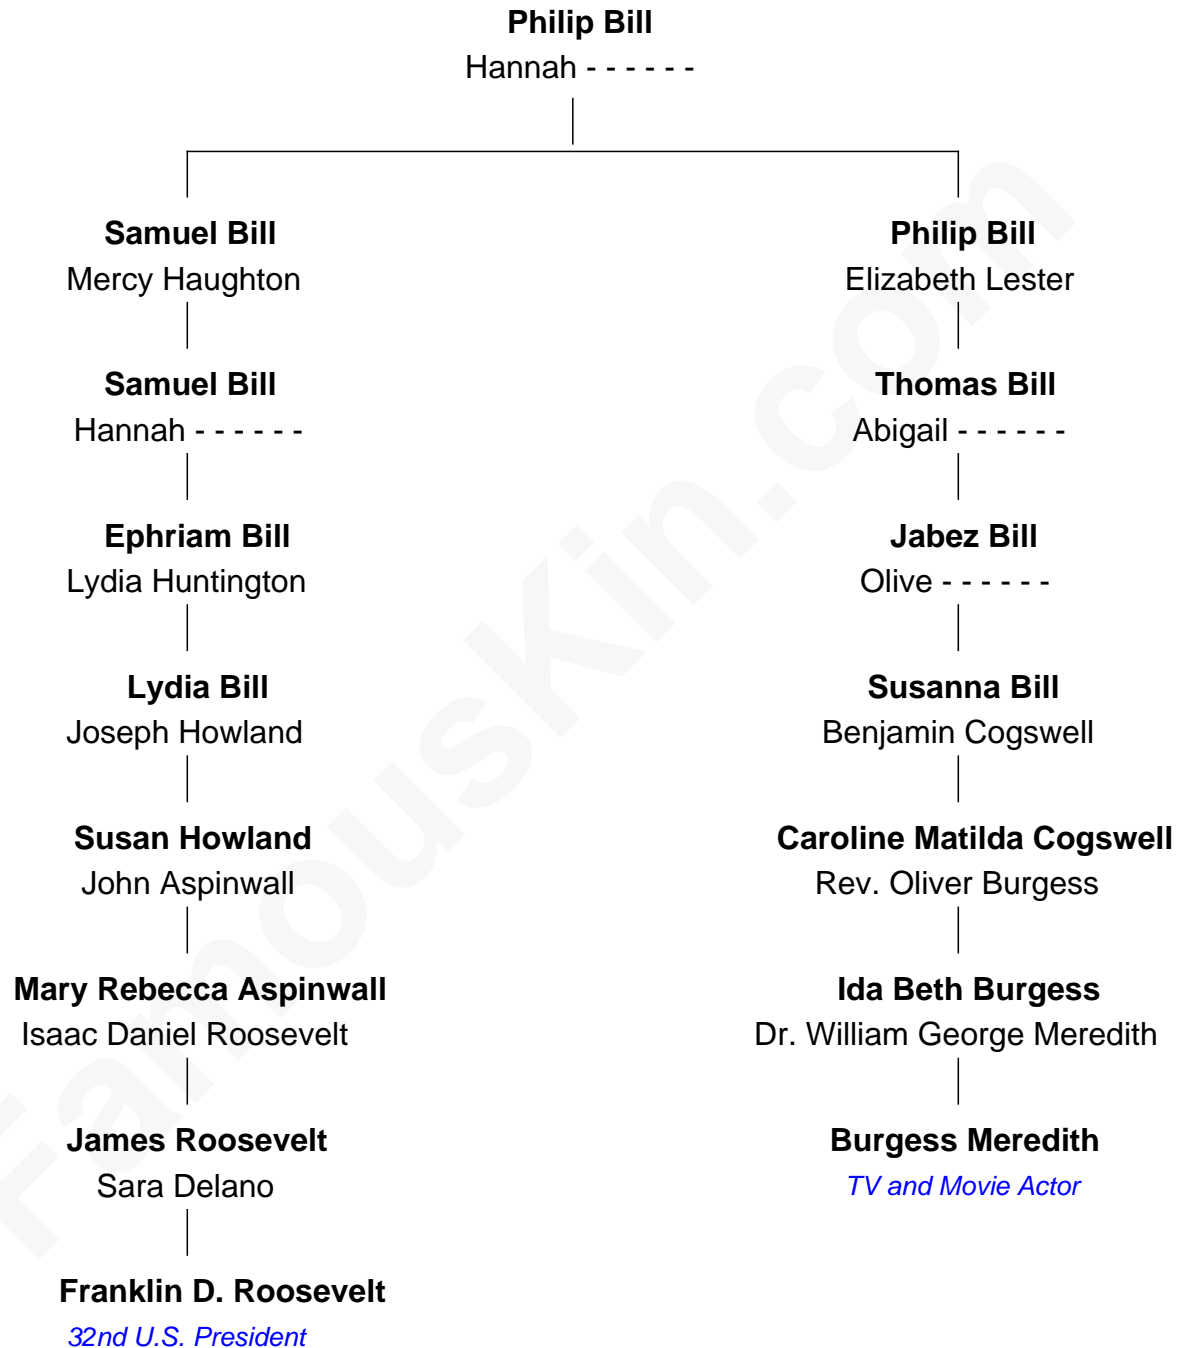 Philip Bill
Hannah - - - - - -
Samuel Bill
Mercy Haughton
Philip Bill
Elizabeth Lester
Samuel Bill
Hannah - - - - - -
Thomas Bill
Abigail - - - - - -
Ephriam Bill
Lydia Huntington
Jabez Bill
Olive - - - - - -
Lydia Bill
Joseph Howland
Susanna Bill
Benjamin Cogswell
Susan Howland
John Aspinwall
Caroline Matilda Cogswell
Rev. Oliver Burgess
Mary Rebecca Aspinwall
Isaac Daniel Roosevelt
Ida Beth Burgess
Dr. William George Meredith
James Roosevelt
Sara Delano
Burgess Meredith
TV and Movie Actor
Franklin D. Roosevelt
32nd U.S. President
FamousKin.com